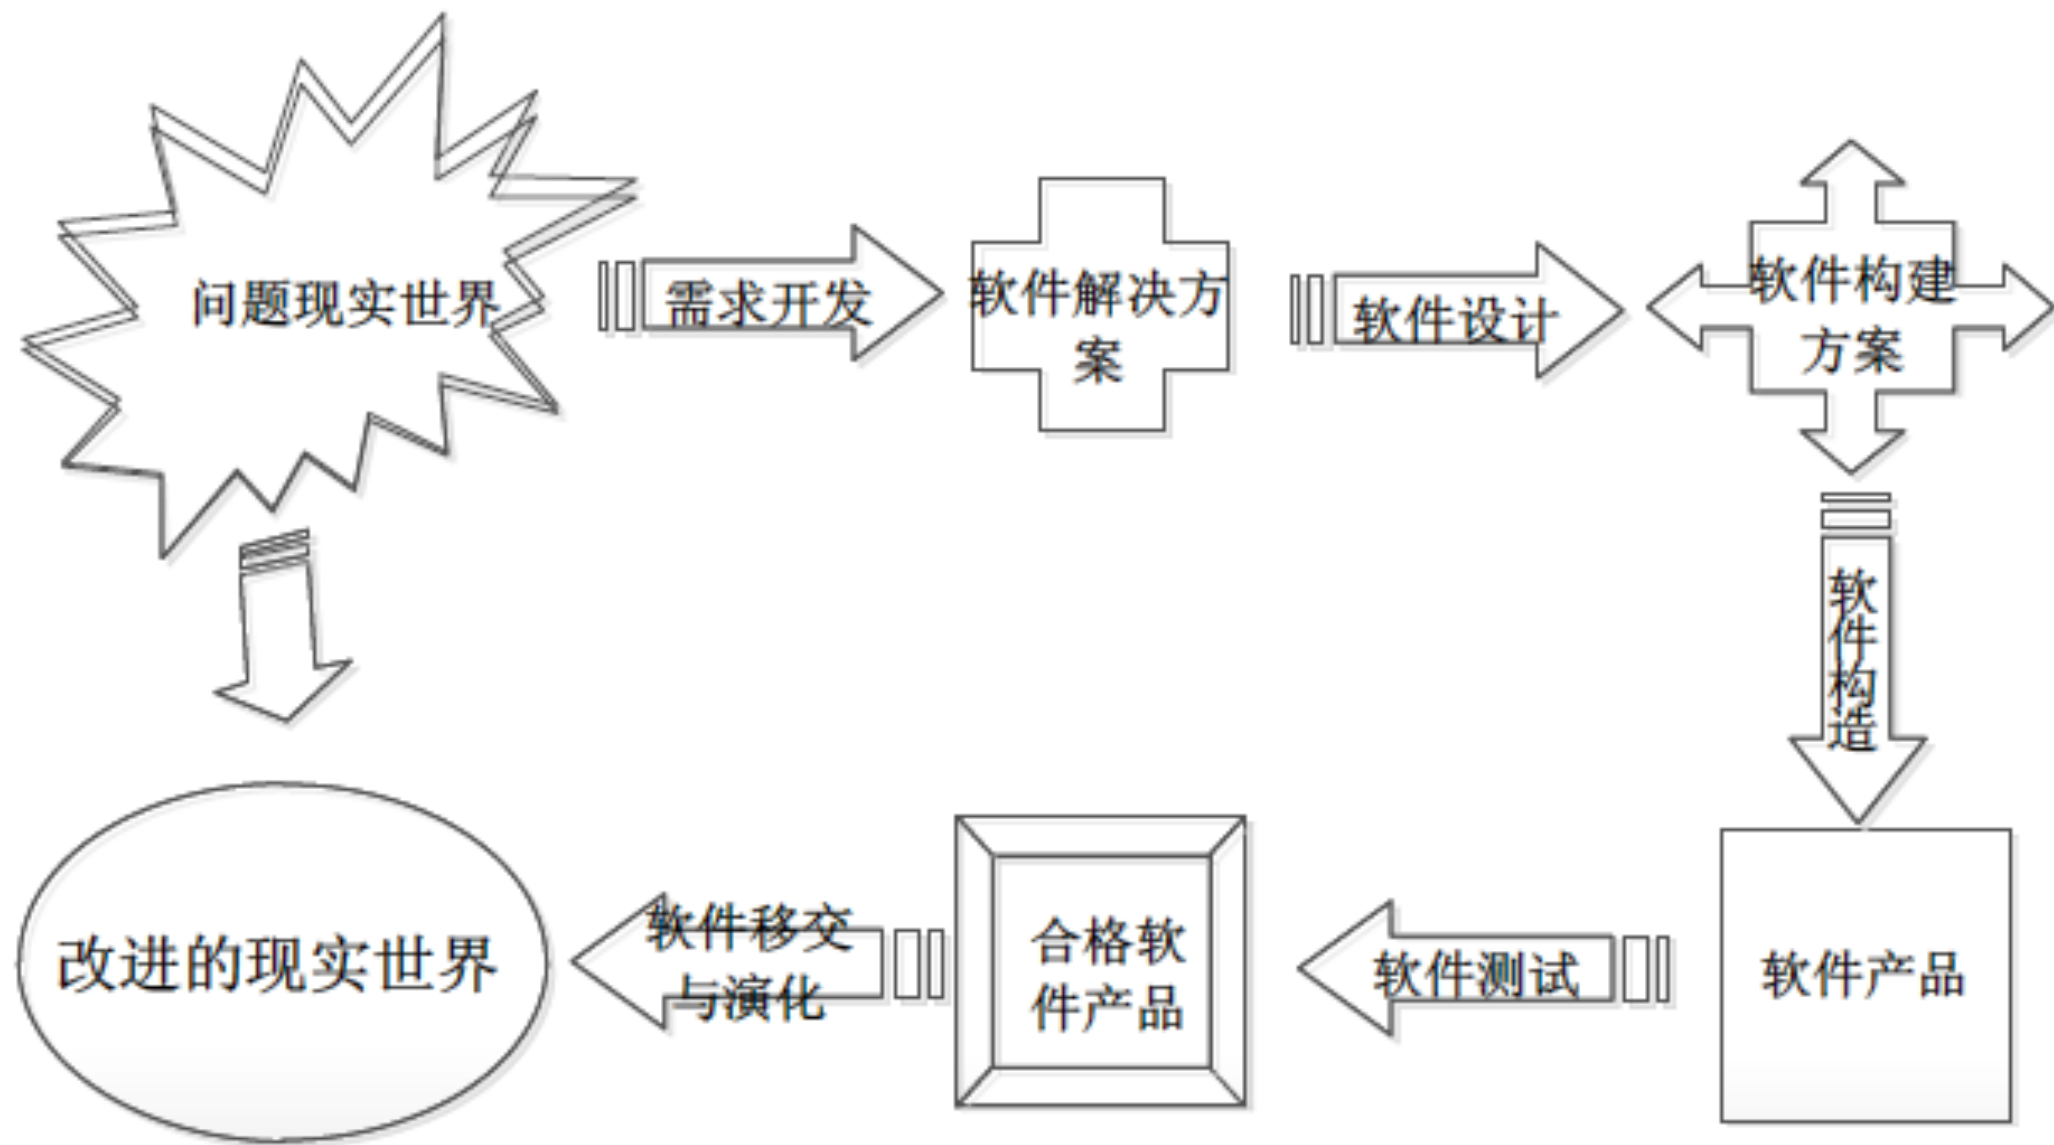 问题现实世界
需求开发
软件解决方
案
软件设计
软件构建
方案
软件构造
软件产品
软件测试
合格软
件产品
软件移交
与演化
改进的现实世界